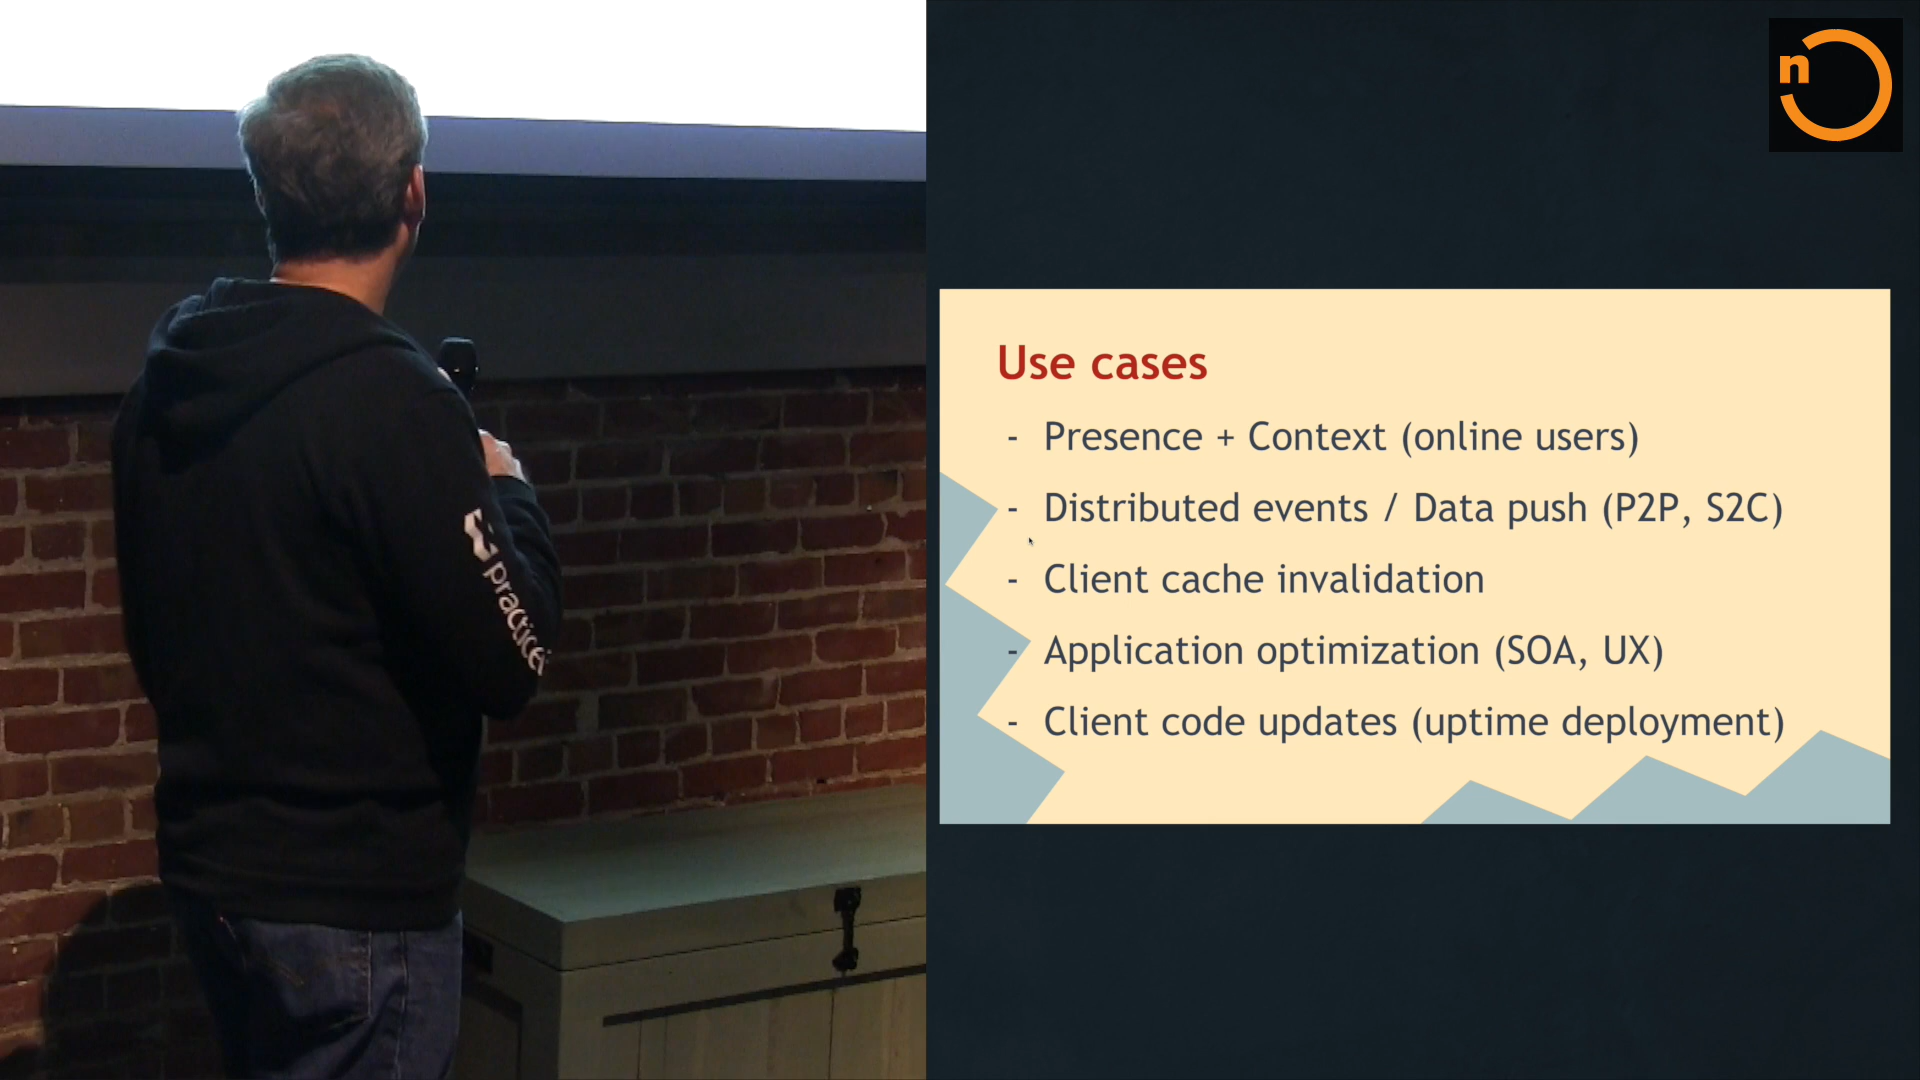 n
Use cases
- Presence + Context (online users)
- Distributed events / Data push (P2P, S2C)
- Client cache invalidation
- Application optimization (SOA, UX)
- Client code updates (uptime deployment)